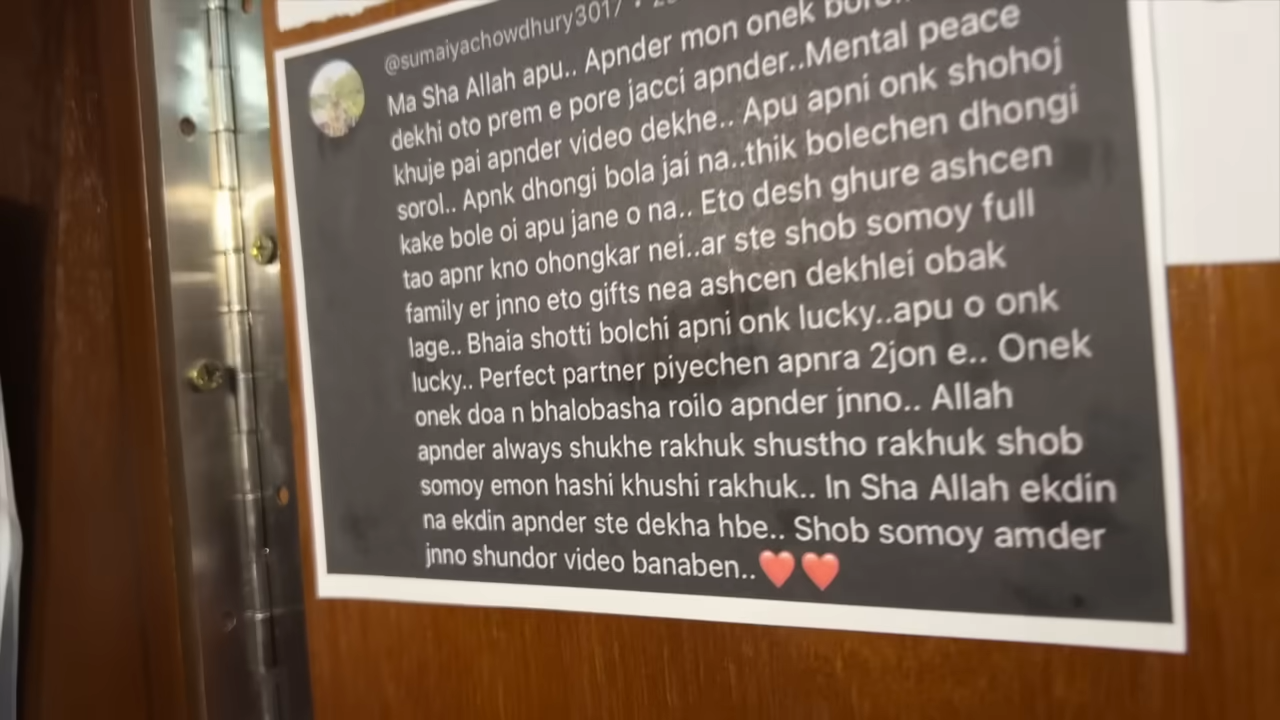 @sumaiyachowdhury3017
Ma Sha Allah apu.. Apnder mon onek
dekhi oto prem e pore jacci apnder..Mental peace
khuje pai apnder video dekhe.. Apu apni onk shohoj
sorol.. Apnk dhongi bola jai na..thik bolechen dhongi
kake bole oi apu jane o na.. Eto desh ghure ashcen
tao apnr kno ohongkar nei..ar ste shob somoy full
family er jnno eto gifts nea ashcen dekhlei obak
lage.. Bhaia shotti bolchi apni onk lucky..apu o onk
lucky.. Perfect partner piyechen apnra 2jon e.. Onek
onek doa n bhalobasha roilo apnder jnno.. Allah
apnder always shukhe rakhuk shustho rakhuk shob
somoy emon hashi khushi rakhuk.. In Sha Allah ekdin
na ekdin apnder ste dekha hbe.. Shob somoy amder
jnno shundor video banaben..❤️❤️